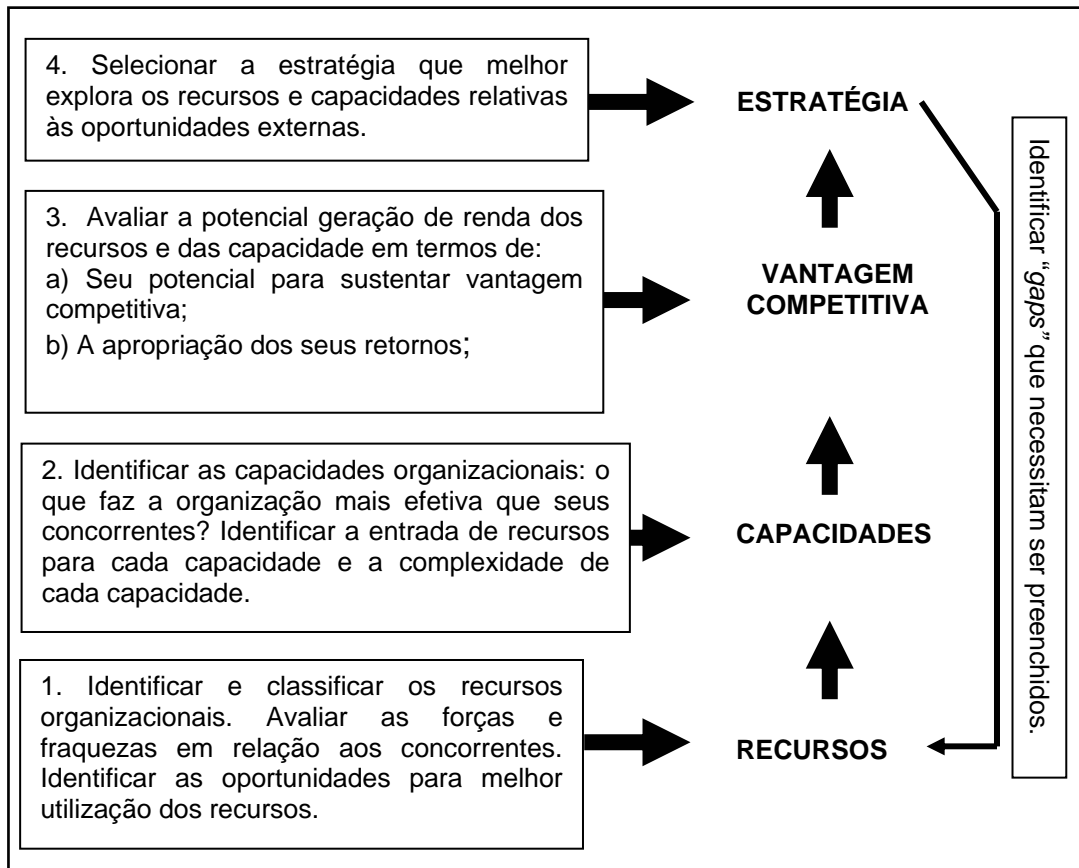 4. Selecionar a estratégia que melhor
explora os recursos e capacidades relativas
às oportunidades externas.
ESTRATÉGIA
3. Avaliar a potencial geração de renda dos
recursos e das capacidade em termos de:
a) Seu potencial para sustentar vantagem
competitiva;
b) A apropriação dos seus retornos;
VANTAGEM
COMPETITIVA
2. Identificar as capacidades organizacionais: o
que faz a organização mais efetiva que seus
concorrentes? Identificar a entrada de recursos
para cada capacidade e a complexidade de
cada capacidade.
CAPACIDADES
1. Identificar e classificar os recursos
organizacionais. Avaliar as forças e
fraquezas em relação aos concorrentes.
Identificar as oportunidades para melhor
utilização dos recursos.
RECURSOS
Identificar “gaps” que necessitam ser preenchidos.